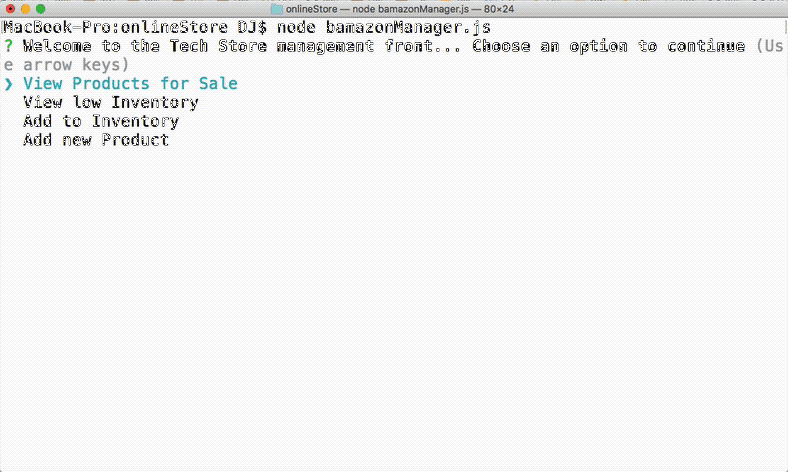 onlineStore — node bamazonManager.js — 80×24
MacBook-Pro:onlineStore DJ$ node bamazonManager.js
? Welcome to the Tech Store management front... Choose an option to continue (Us
e arrow keys)
❯ View Products for Sale
View low Inventory
Add to Inventory
Add new Product